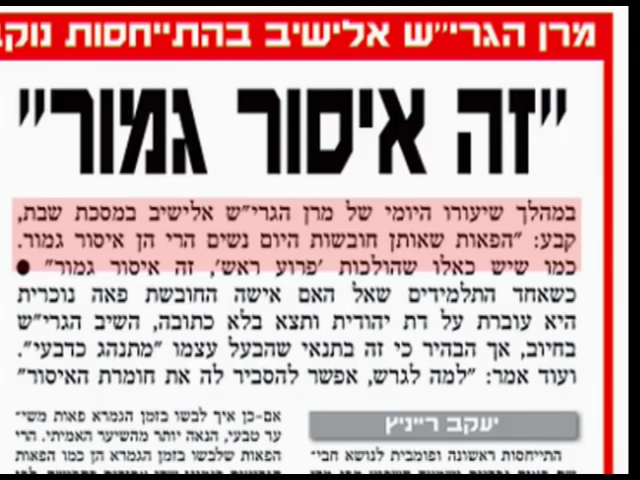 מרן הגרי״ש אלישיב בהתייחסות נוקב
״זה איסור גמור״
במהלך שיעורו היומי של מרן הגרי״ש אלישיב במסכת שבת,
קבע: ״הפאות שאותן חובשות היום נשים הרי הן איסור גמור.
כמו שיש כאלו שהולכות ׳פרוע ראש׳, זה איסור גמור״ ●
כשאחד התלמידים שאל האם אישה החובשת פאה נוכרית
היא עוברת על דת יהודית ותצא בלא כתובה, השיב הגרי״ש
בחיוב, אך הבהיר כי זה בתנאי שהבעל עצמו ״מתנהג כדבעי״.
ועוד אמר: ״למה לגרש, אפשר להסביר לה את חומרת האיסור״
יעקב רייניץ
התייחסות ראשונה ופומבית לנושא חבי־
אם-כן איך לבשו בזמן הגמרא פאות משי־
ער טבעי, הנאה יותר מהשיער האמיתי. הרי
הפאות שלבשו בזמן הגמרא הן כמו הפאות